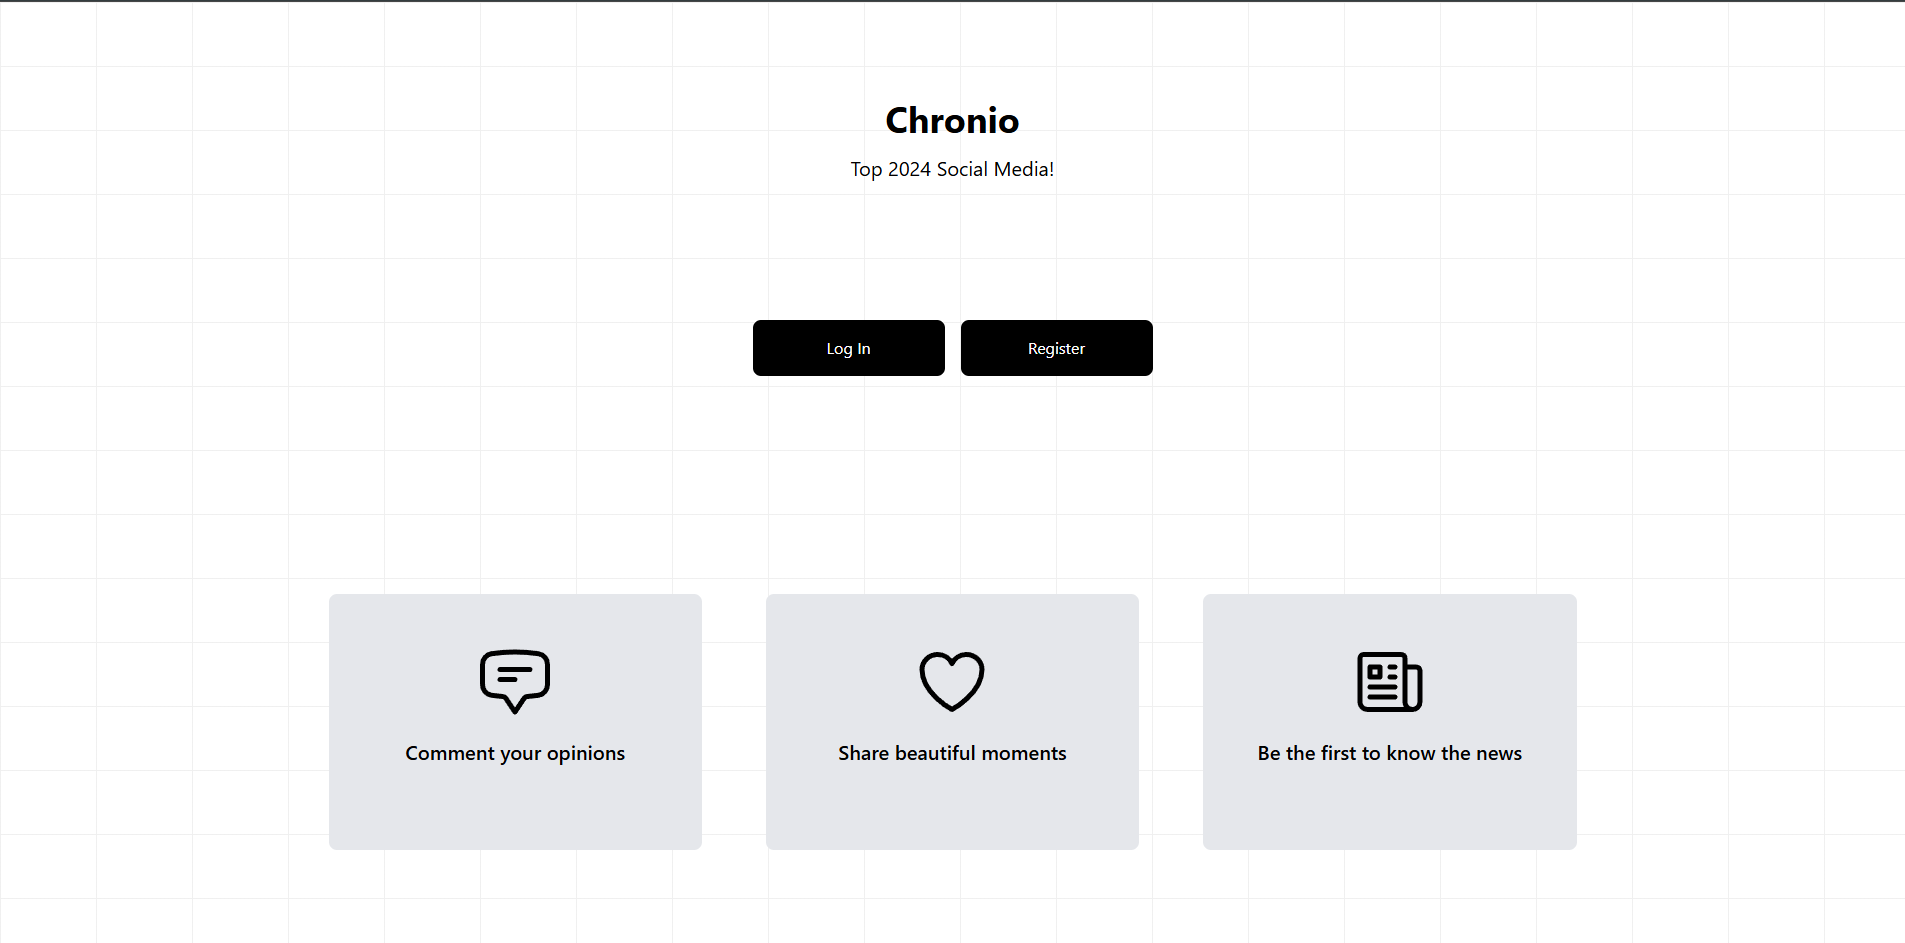 Chronio
Top 2024 Social Media!
Log In
Register
Comment your opinions
Share beautiful moments
Be the first to know the news